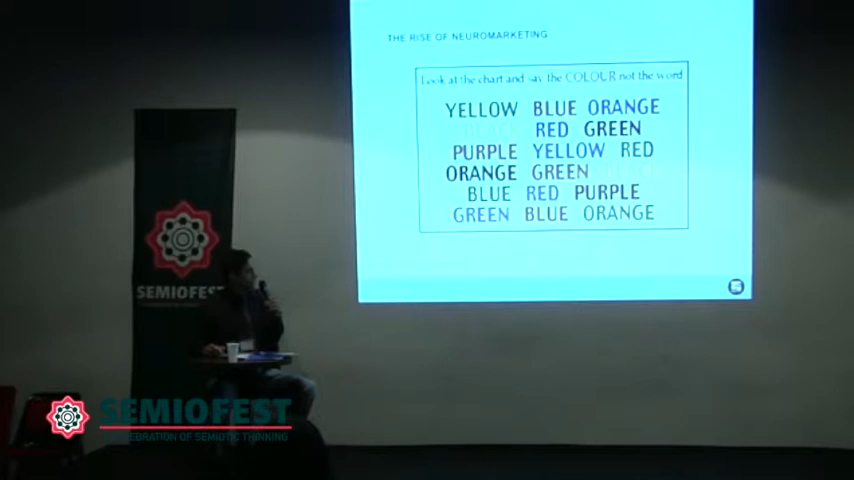 THE RISE OF NEUROMARKETING
Look at the chart and say the COLOUR not the word
YELLOW BLUE ORANGE
BLACK RED GREEN
PURPLE YELLOW RED
ORANGE GREEN
BLUE RED PURPLE
GREEN BLUE ORANGE
SEMIOFEST
SEMIOFEST
A CELEBRATION OF SEMIOTIC THINKING